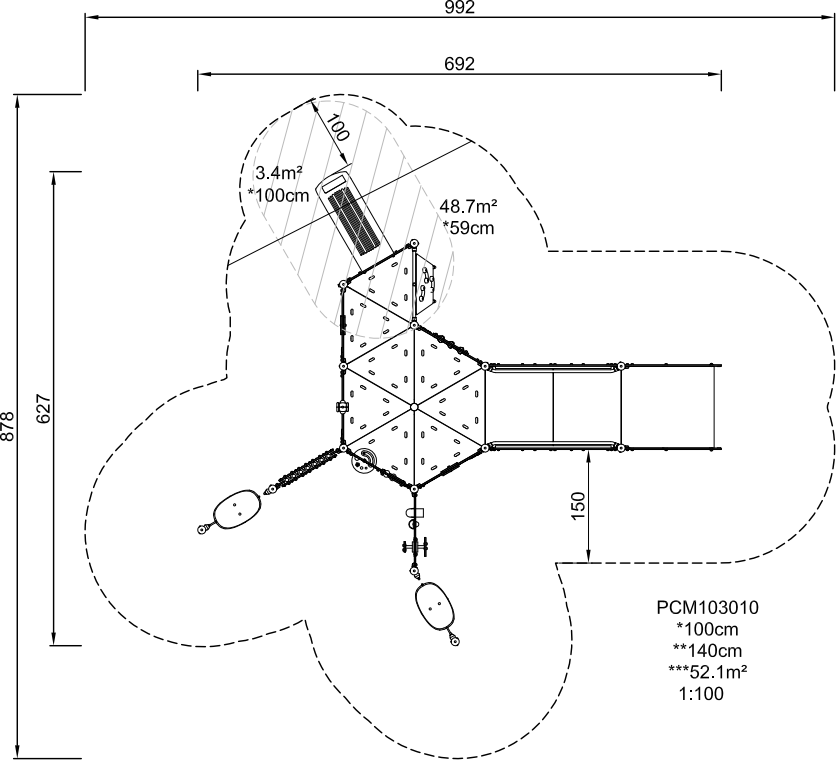 992
692
100
3.4m²
*100cm
48.7m²
*59cm
878
627
150
PCM103010
*100cm
**140cm
***52.1m²
1:100